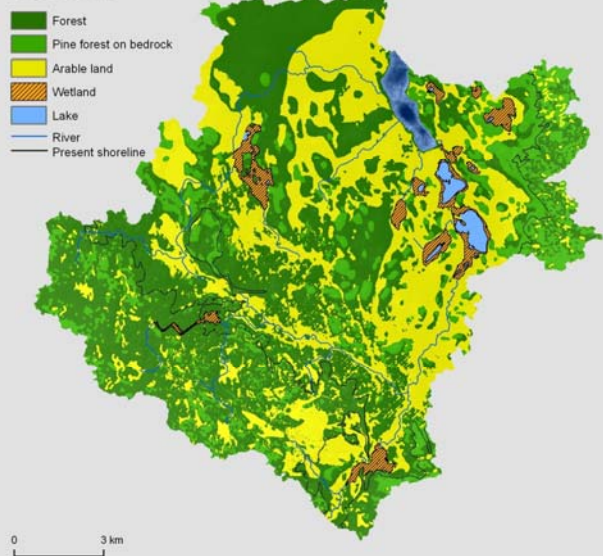 Forest
Pine forest on bedrock
Arable land
Wetland
Lake
River
Present shoreline
0 3 km